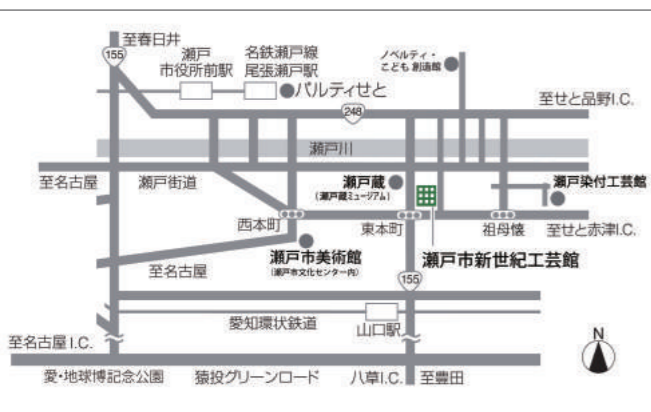 至春日井
155
瀬戸
市役所前駅
名鉄瀬戸線
尾張瀬戸駅
パルティせと
ノベルティ・
こども創造館
248
至せと品野I.C.
瀬戸川
至名古屋
瀬戸街道
瀬戸蔵
(瀬戸蔵ミュージアム)
瀬戸染付工芸館
西本町
東本町
祖母懐
至せと赤津I.C.
瀬戸市美術館
(瀬戸市文化センター内)
瀬戸市新世紀工芸館
至名古屋
155
愛知環状鉄道
山口駅
至名古屋I.C.
N
愛・地球博記念公園
猿投グリーンロード
八草I.C.
至豊田